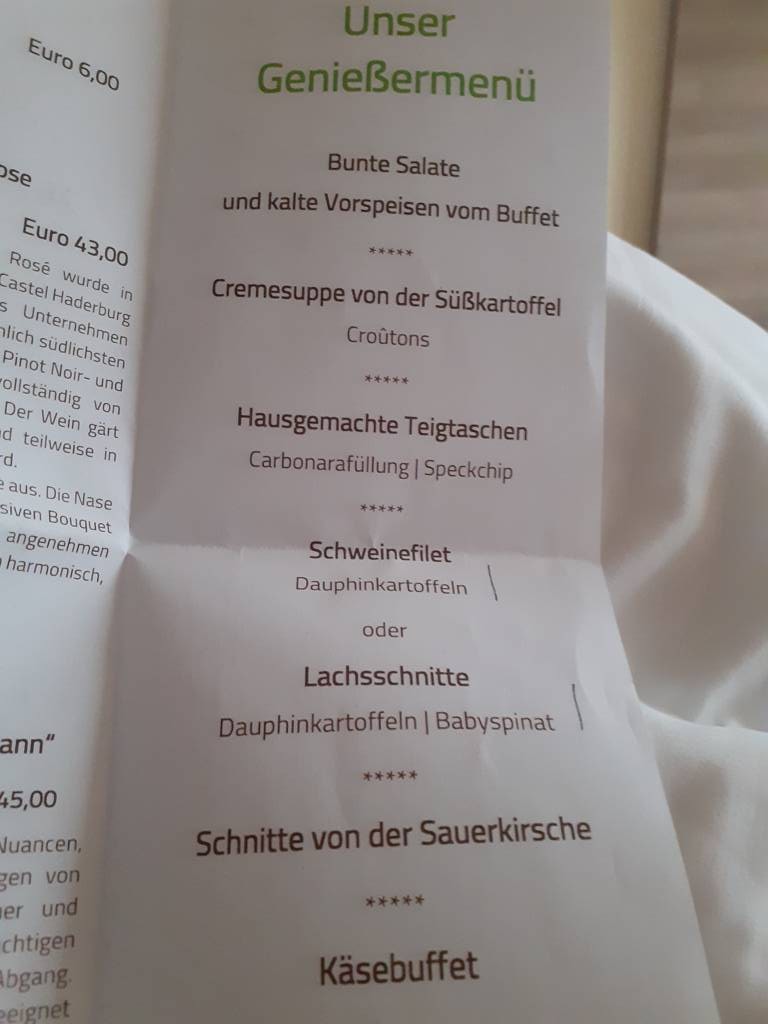 Euro 6,00
Euro 43,00
Rosé wurde in
Castel Haderburg
Unternehmen
südlichsten
Pinot Noir- und
von
Der Wein gärt
teilweise in
aus. Die Nase
Bouquet
angenehmen
harmonisch,
45,00
Nuancen,
von
und
Abgang.
Unser
Genießermenü
Bunte Salate
und kalte Vorspeisen vom Buffet
*****
Cremesuppe von der Süßkartoffel
Croûtons
*****
Hausgemachte Teigtaschen
Carbonarafüllung | Speckchip
*****
Schweinefilet
Dauphinkartoffeln
oder
Lachsschnitte
Dauphinkartoffeln | Babyspinat
*****
Schnitte von der Sauerkirsche
*****
Käsebuffet